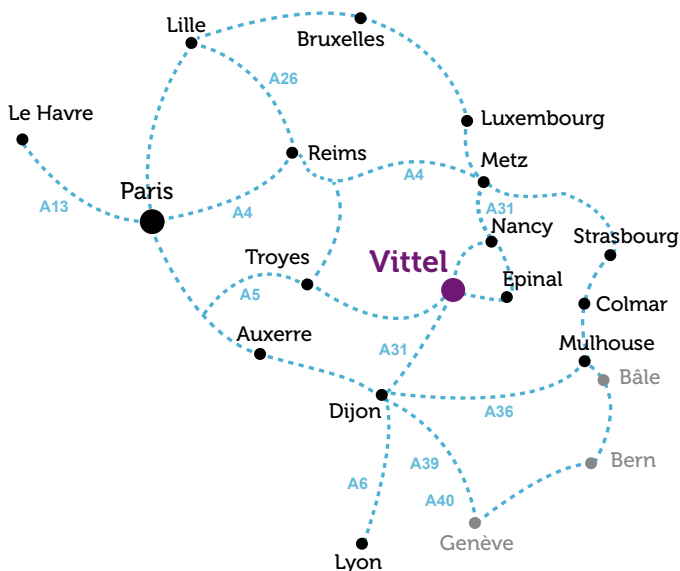 Lille
Bruxelles
A26
Le Havre
Luxembourg
Reims
Metz
A4
Paris
A13
A4
A31
Nancy
Strasbourg
Troyes
Vittel
Epinal
A5
Colmar
Auxerre
A31
Mulhouse
Bâle
Dijon
A36
Bern
A39
A6
A40
Genève
Lyon